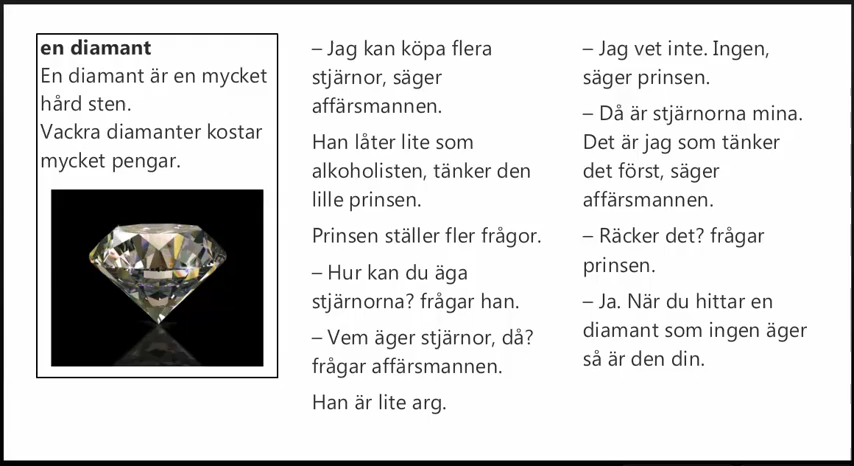 en diamant
En diamant är en mycket
hård sten.
Vackra diamanter kostar
mycket pengar.
– Jag kan köpa flera
stjärnor, säger
affärsmannen.
Han låter lite som
alkoholisten, tänker den
lille prinsen.
Prinsen ställer fler frågor.
– Hur kan du äga
stjärnorna? frågar han.
– Vem äger stjärnor, då?
frågar affärsmannen.
Han är lite arg.
– Jag vet inte. Ingen,
säger prinsen.
– Då är stjärnorna mina.
Det är jag som tänker
det först, säger
affärsmannen.
– Räcker det? frågar
prinsen.
– Ja. När du hittar en
diamant som ingen äger
så är den din.